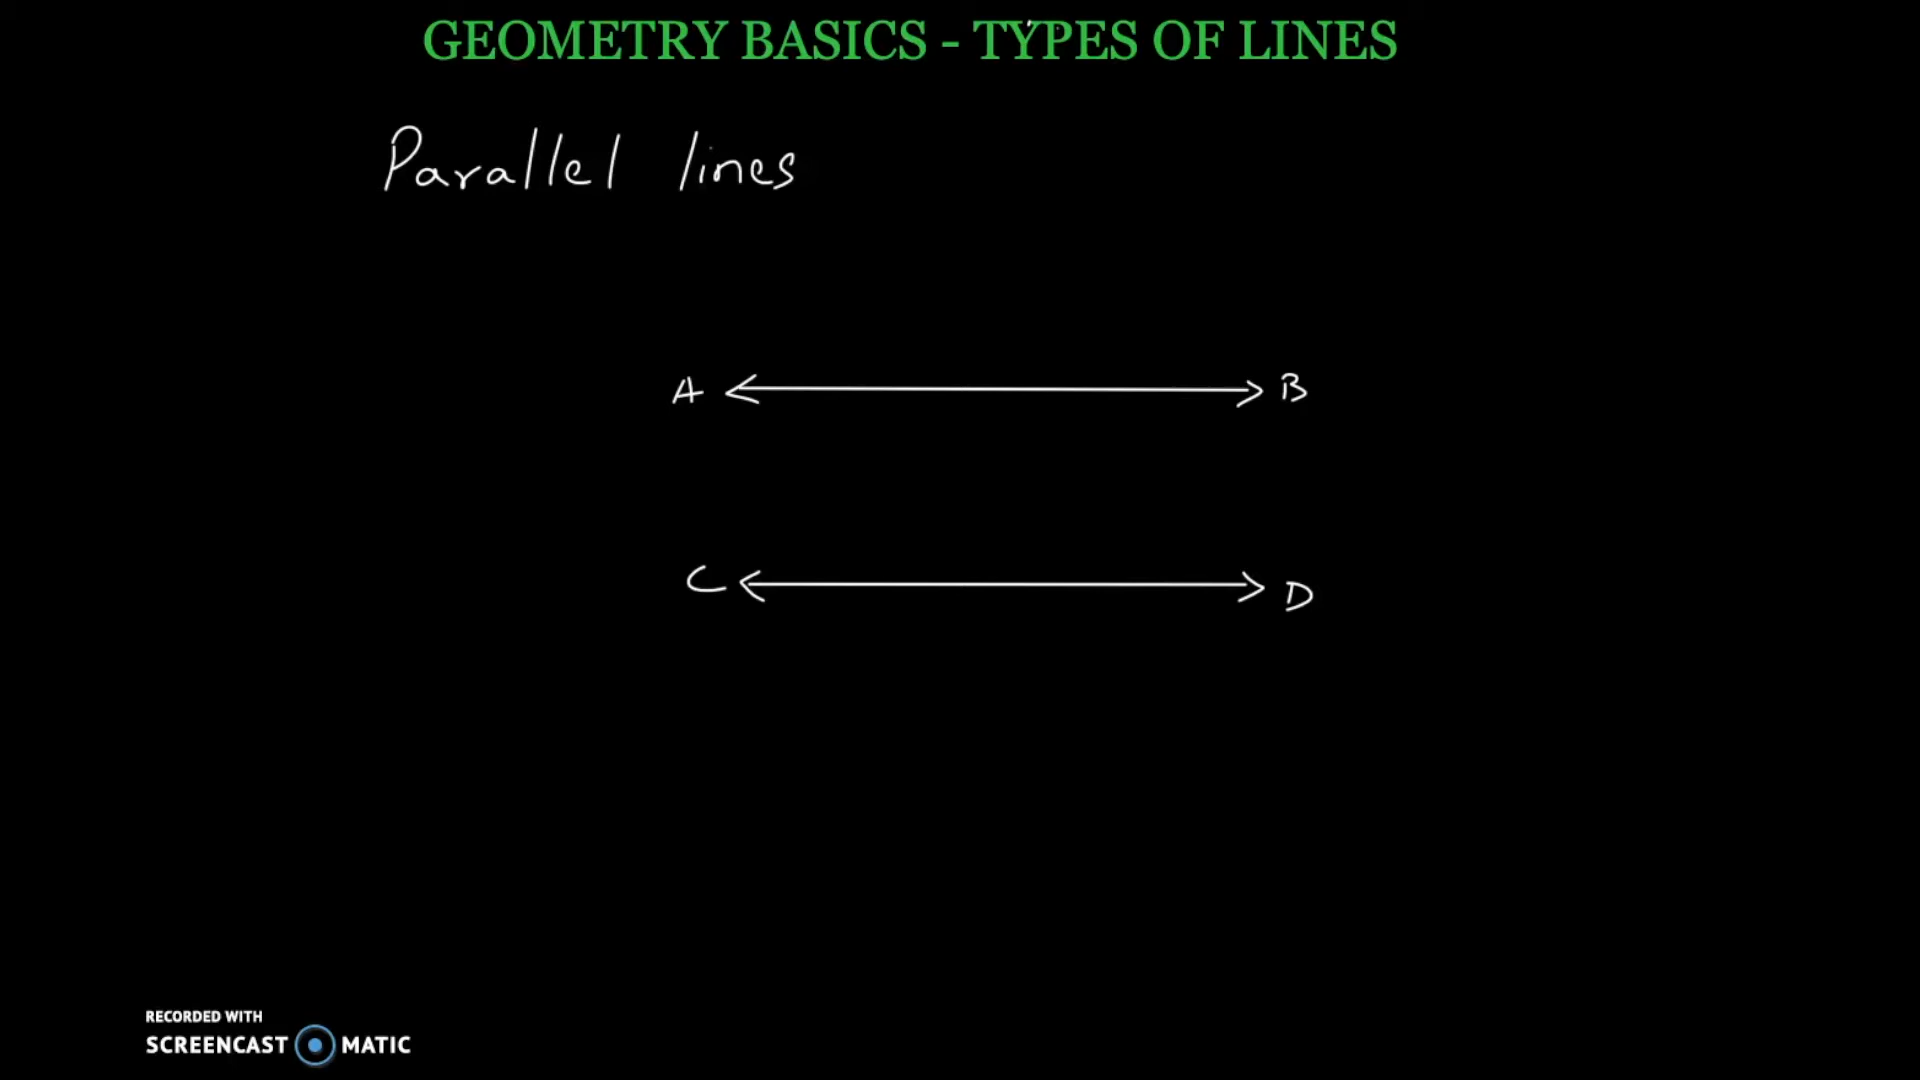 GEOMETRY BASICS - TYPES OF LINES
Parallel lines
A B
C D
RECORDED WITH
SCREENCAST MATIC